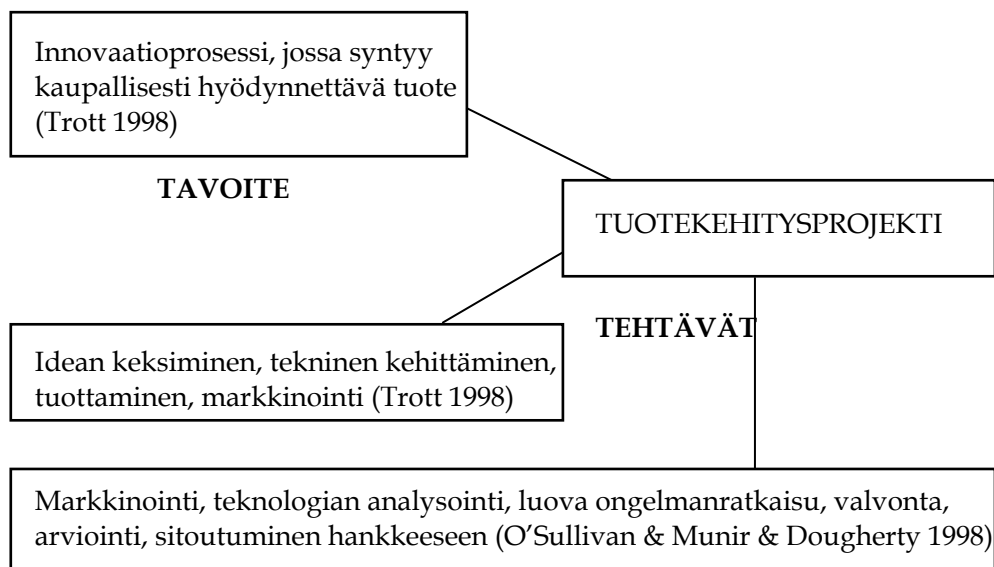 Innovaatioprosessi, jossa syntyy
kaupallisesti hyödynnettävä tuote
(Trott 1998)
TAVOITE
TUOTEKEHITYSPROJEKTI
TEHTÄVÄT
Idean keksiminen, tekninen kehittäminen,
tuottaminen, markkinointi (Trott 1998)
Markkinointi, teknologian analysointi, luova ongelmanratkaisu, valvonta,
arviointi, sitoutuminen hankkeeseen (O’Sullivan & Munir & Dougherty 1998)